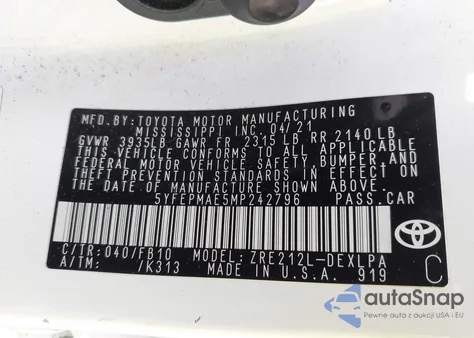 MFD. BY: TOYOTA MOTOR MANUFACTURING
MISSISSIPPI INC. 04/21
GVWR 3935LB GAWR FR 2315LB RR 2140LB
THIS VEHICLE CONFORMS TO ALL APPLICABLE
FEDERAL MOTOR VEHICLE SAFETY, BUMPER, AND
THEFT PREVENTION STANDARDS IN EFFECT ON
THE DATE OF MANUFACTURE SHOWN ABOVE.
5YFEPMAE5MP242796 PASS.CAR
C/TR: 040/FB10 MODEL: ZRE212L-DEXLPA
A/TM: /K313 MADE IN U.S.A. 919
TOYOTA
C
autoSnap
Pewne auta z aukcji USA i EU